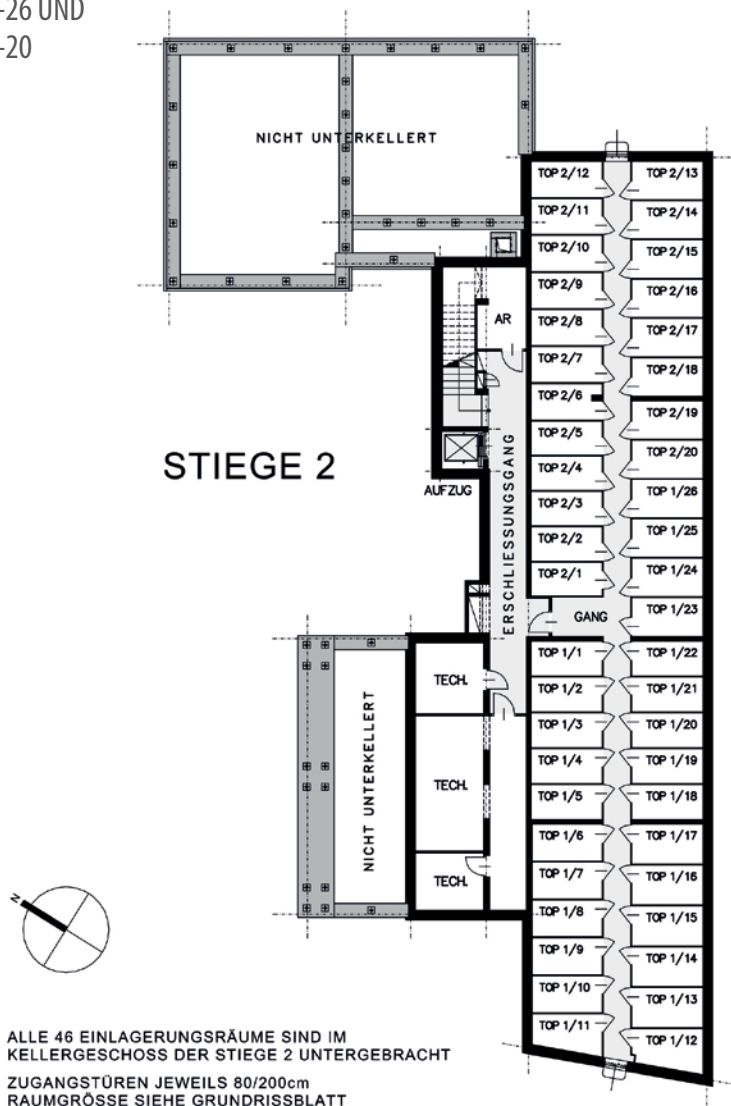 -26 UND
-20
NICHT UNTERKELLERT
TOP 2/12
TOP 2/13
TOP 2/11
TOP 2/14
TOP 2/10
TOP 2/15
TOP 2/9
TOP 2/16
AR
TOP 2/8
TOP 2/17
TOP 2/7
TOP 2/18
TOP 2/6
TOP 2/19
TOP 2/5
TOP 2/20
STIEGE 2
TOP 2/4
AUFZUG
TOP 1/26
ERSCHLIESSUNGSGANG
TOP 2/3
TOP 1/25
TOP 2/2
TOP 1/24
TOP 2/1
TOP 1/23
GANG
TOP 1/1
TOP 1/22
TECH.
TOP 1/2
TOP 1/21
TOP 1/3
TOP 1/20
NICHT UNTERKELLERT
TOP 1/4
TOP 1/19
TECH.
TOP 1/5
TOP 1/18
TOP 1/6
TOP 1/17
TOP 1/7
TOP 1/16
TECH.
TOP 1/8
TOP 1/15
N
TOP 1/9
TOP 1/14
TOP 1/10
TOP 1/13
TOP 1/11
TOP 1/12
ALLE 46 EINLAGERUNGSRÄUME SIND IM
KELLERGESCHOSS DER STIEGE 2 UNTERGEBRACHT
ZUGANGSTÜREN JEWEILS 80/200cm
RAUMGRÖSSE SIEHE GRUNDRISSBLATT